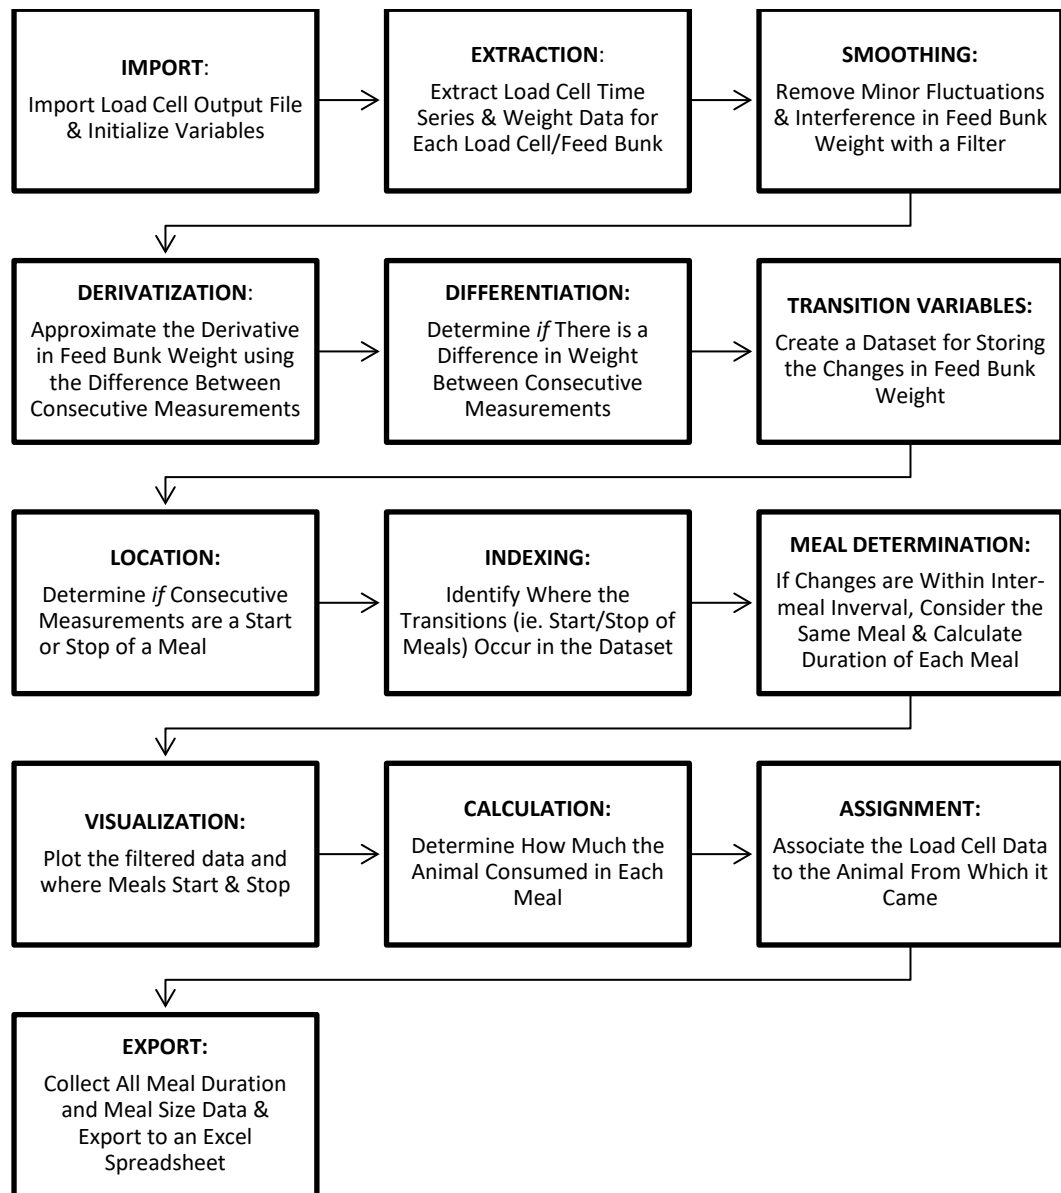 IMPORT:
Import Load Cell Output File
& Initialize Variables
EXTRACTION:
Extract Load Cell Time
Series & Weight Data for
Each Load Cell/Feed Bunk
SMOOTHING:
Remove Minor Fluctuations
& Interference in Feed Bunk
Weight with a Filter
DERIVATIZATION:
Approximate the Derivative
in Feed Bunk Weight using
the Difference Between
Consecutive Measurements
DIFFERENTIATION:
Determine if There is a
Difference in Weight
Between Consecutive
Measurements
TRANSITION VARIABLES:
Create a Dataset for Storing
the Changes in Feed Bunk
Weight
LOCATION:
Determine if Consecutive
Measurements are a Start
or Stop of a Meal
INDEXING:
Identify Where the
Transitions (ie. Start/Stop of
Meals) Occur in the Dataset
MEAL DETERMINATION:
If Changes are Within Inter-
meal Inverval, Consider the
Same Meal & Calculate
Duration of Each Meal
VISUALIZATION:
Plot the filtered data and
where Meals Start & Stop
CALCULATION:
Determine How Much the
Animal Consumed in Each
Meal
ASSIGNMENT:
Associate the Load Cell Data
to the Animal From Which it
Came
EXPORT:
Collect All Meal Duration
and Meal Size Data &
Export to an Excel
Spreadsheet